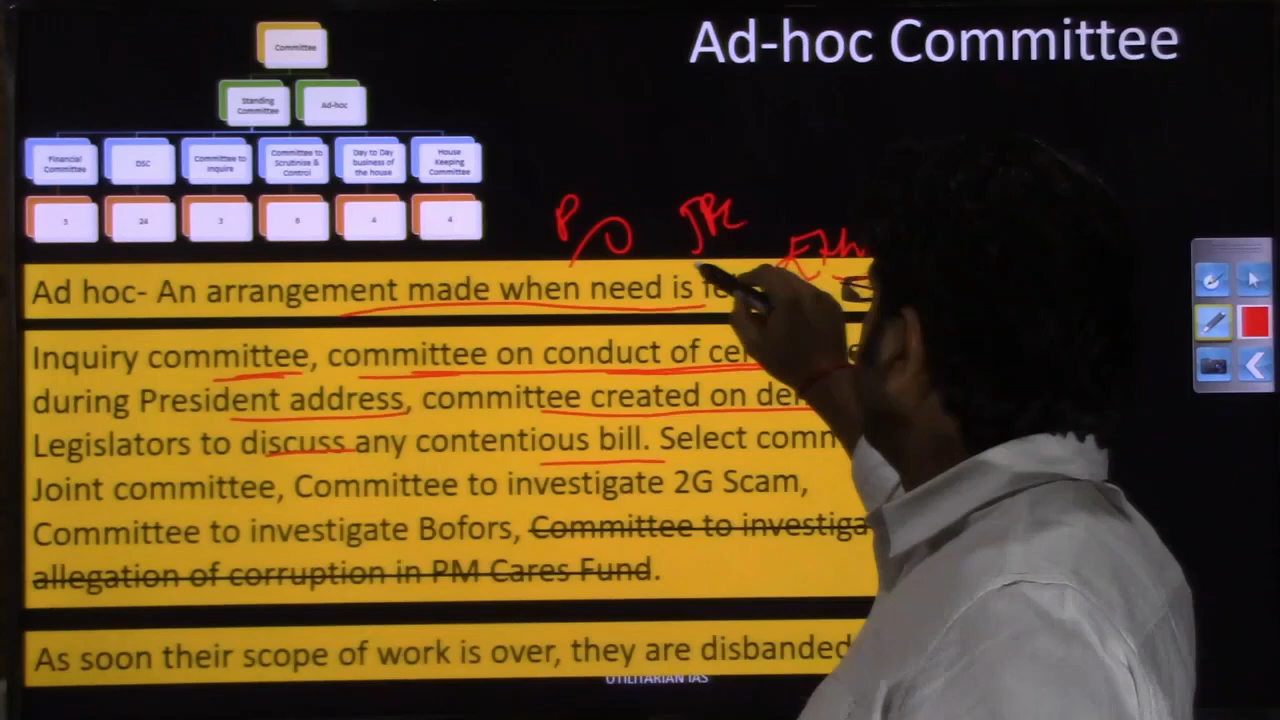 Ad-hoc Committee
Committee
Standing
Committee
Ad-hoc
Financial
Committee
DSC
Committee to
Inquire
Committee to
Scrutinise &
Control
Day to Day
business of
the house
House
Keeping
Committee
3
24
3
6
4
4
P
JPC
Eth
Ad hoc- An arrangement made when need is
Inquiry committee, committee on conduct of
during President address, committee created on
Legislators to discuss any contentious bill. Select
Joint committee, Committee to investigate 2G Scam,
Committee to investigate Bofors, Committee to
allegation of corruption in PM Cares Fund.
As soon their scope of work is over, they are disbanded
UTILITARIAN IAS